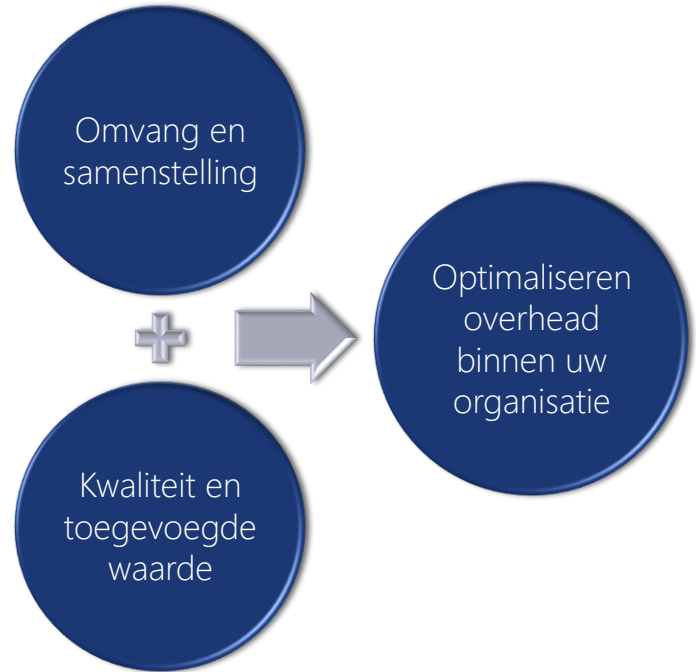 Omvang en
samenstelling
Kwaliteit en
toegevoegde
waarde
Optimaliseren
overhead
binnen uw
organisatie